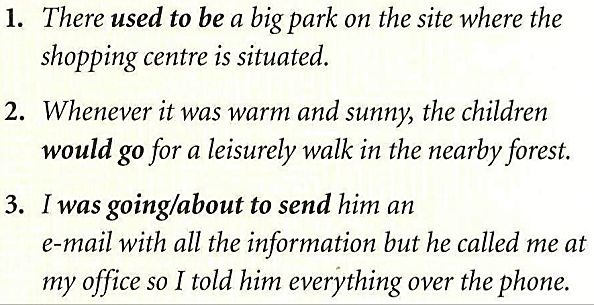 1. There used to be a big park on the site where the
shopping centre is situated.
2. Whenever it was warm and sunny, the children
would go for a leisurely walk in the nearby forest.
3. I was going/about to send him an
e-mail with all the information but he called me at
my office so I told him everything over the phone.